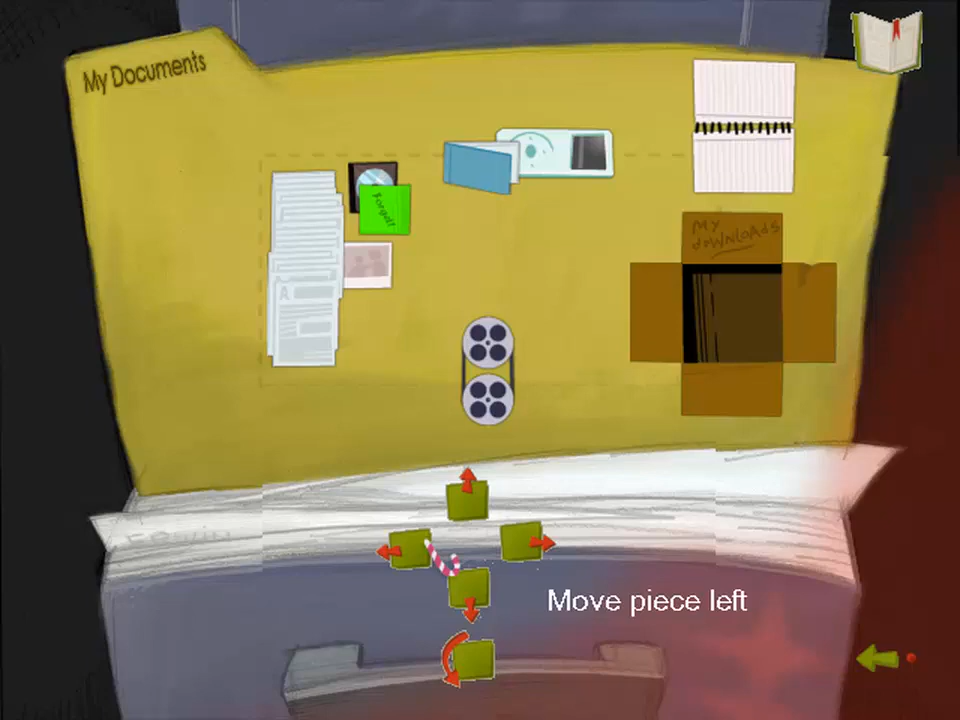 My Documents
Forget!
My
downloads
A
Move piece left